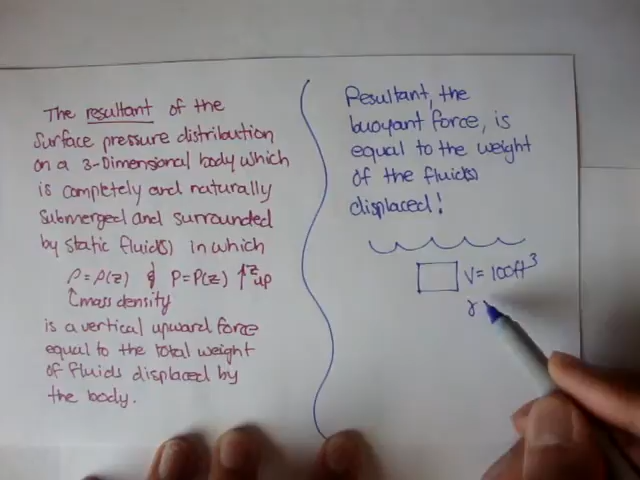 The resultant of the
surface pressure distribution
on a 3-Dimensional body which
is completely and naturally
submerged and surrounded
by static fluid(s) in which
ρ=ρ(z) & P=P(z) ↑z up
↑mass density
is a vertical upward force
equal to the total weight
of fluids displaced by
the body.
Resultant, the
buoyant force, is
equal to the weight
of the fluid(s)
displaced!
V=100ft³
γ